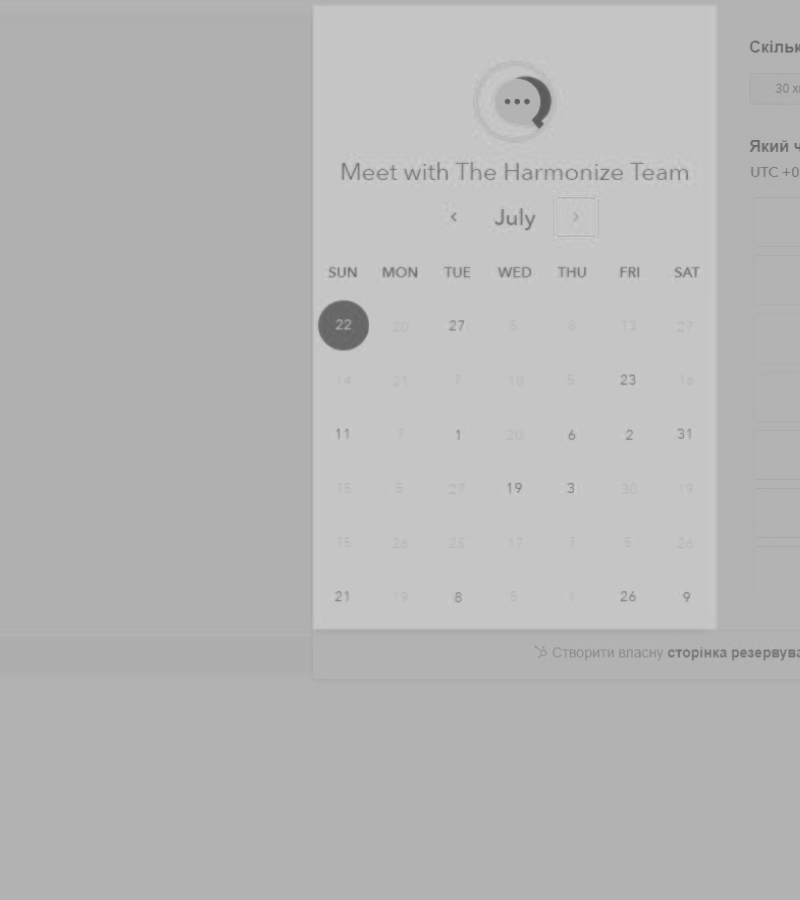 Meet with The Harmonize Team
July
SUN MON TUE WED THU FRI SAT
22 20 27 5 8 13 27
14 21 7 10 5 23 16
11 7 1 20 6 2 31
15 5 27 19 3 30 19
15 26 25 17 7 5 26
21 19 8 5 1 26 9
Скільк
30 хв
Який ч
UTC +0
Створити власну сторінка резервува